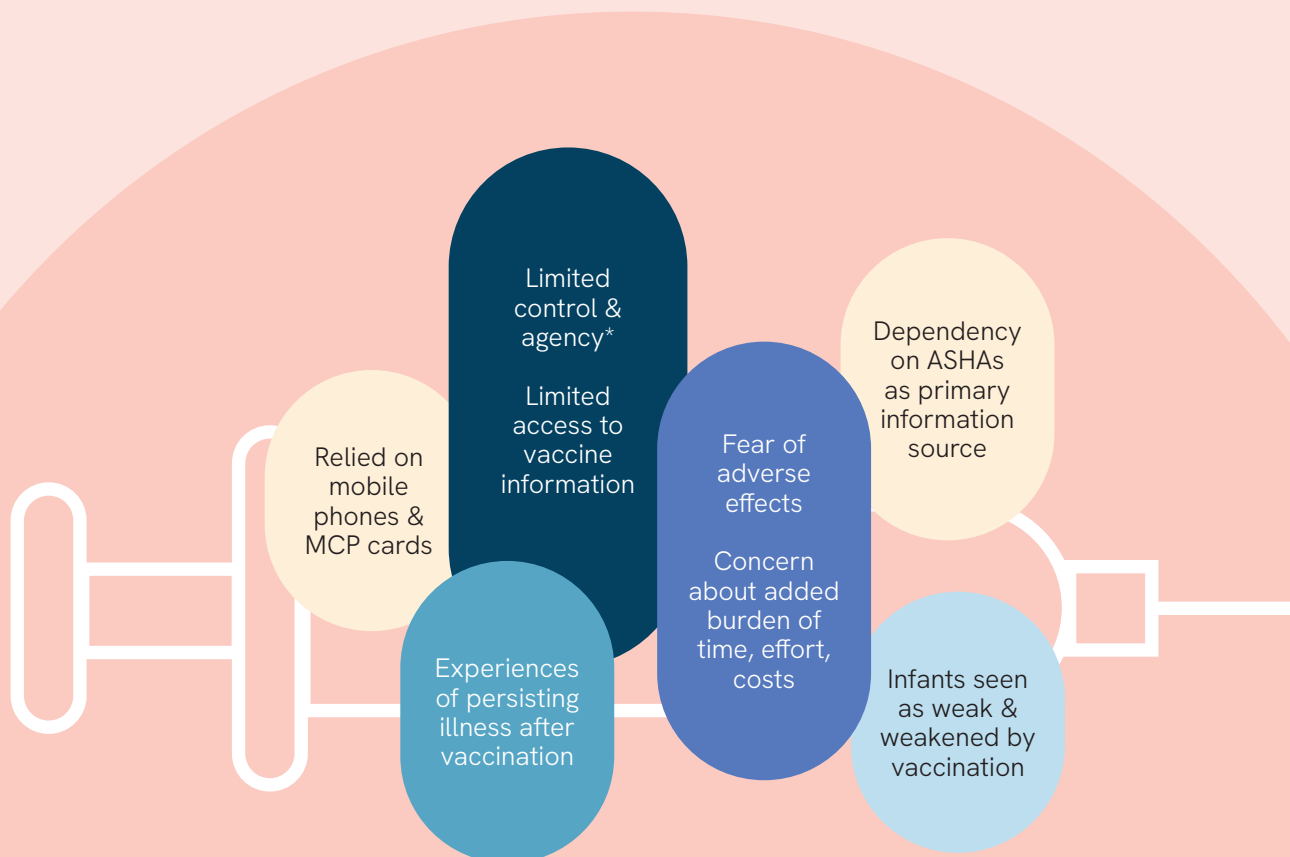 Limited
control &
agency*
Limited
access to
vaccine
information
Dependency
on ASHAs
as primary
information
source
Relied on
mobile
phones &
MCP cards
Fear of
adverse
effects
Concern
about added
burden of
time, effort,
costs
Experiences
of persisting
illness after
vaccination
Infants seen
as weak &
weakened by
vaccination